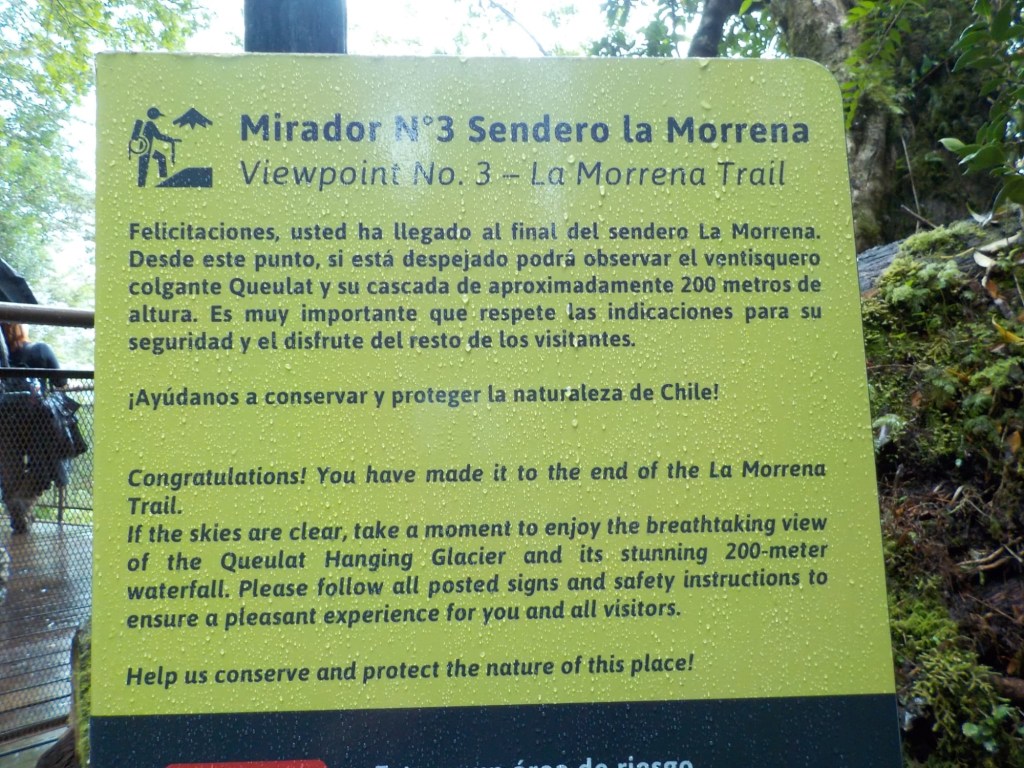 Mirador N°3 Sendero la Morrena
Viewpoint No. 3 – La Morrena Trail
Felicitaciones, usted ha llegado al final del sendero La Morrena.
Desde este punto, si está despejado podrá observar el ventisquero
colgante Queulat y su cascada de aproximadamente 200 metros de
altura. Es muy importante que respete las indicaciones para su
seguridad y el disfrute del resto de los visitantes.
¡Ayúdanos a conservar y proteger la naturaleza de Chile!
Congratulations! You have made it to the end of the La Morrena
Trail.
If the skies are clear, take a moment to enjoy the breathtaking view
of the Queulat Hanging Glacier and its stunning 200-meter
waterfall. Please follow all posted signs and safety instructions to
ensure a pleasant experience for you and all visitors.
Help us conserve and protect the nature of this place!
área de riesgo